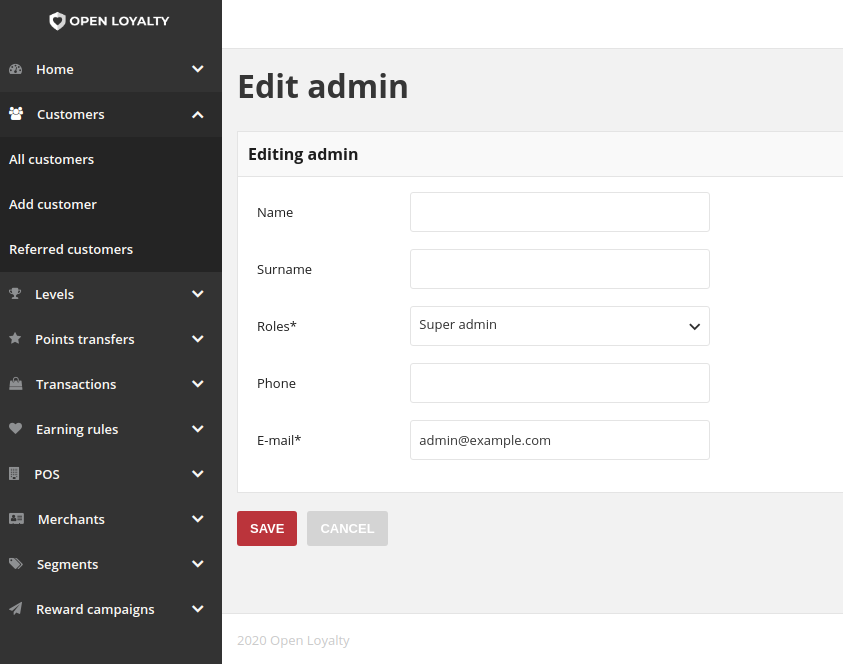 OPEN LOYALTY
Home
Customers
All customers
Add customer
Referred customers
Levels
Points transfers
Transactions
Earning rules
POS
Merchants
Segments
Reward campaigns
Edit admin
Editing admin
Name
Surname
Roles* Super admin
Phone
E-mail* admin@example.com
SAVE CANCEL
2020 Open Loyalty